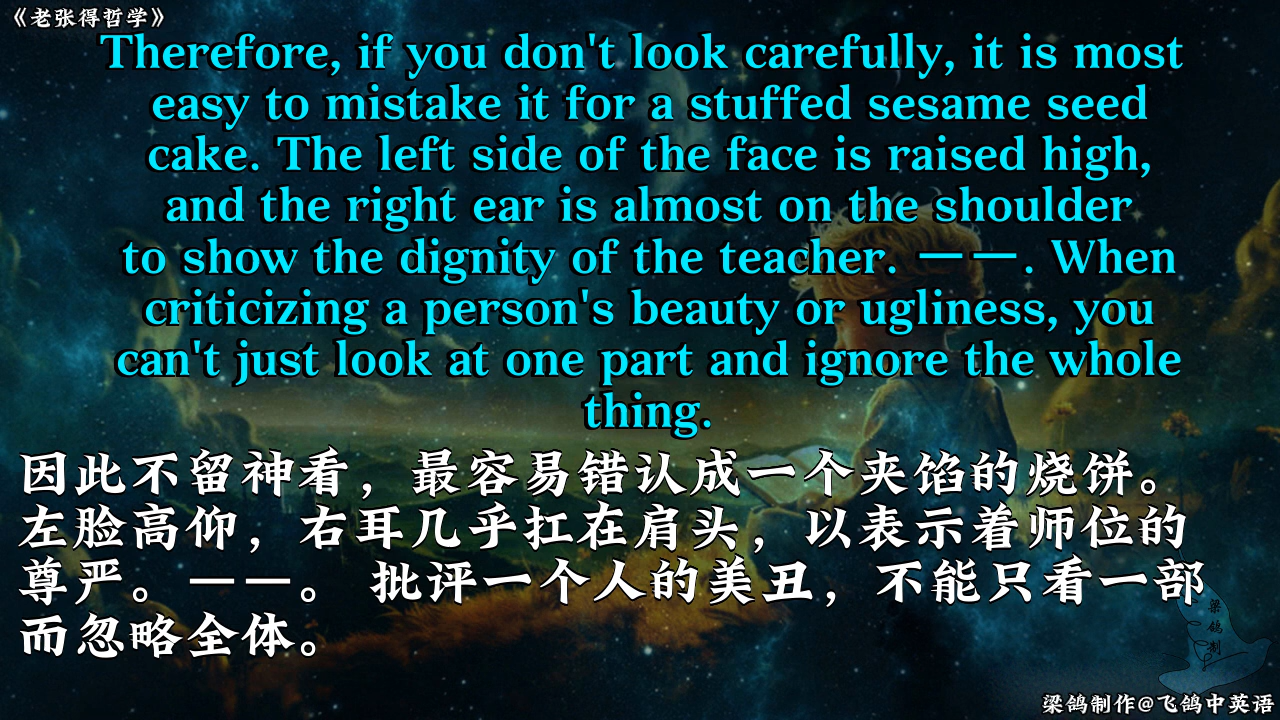 《老张得哲学》
Therefore, if you don't look carefully, it is most
easy to mistake it for a stuffed sesame seed
cake. The left side of the face is raised high,
and the right ear is almost on the shoulder
to show the dignity of the teacher. ——. When
criticizing a person's beauty or ugliness, you
can't just look at one part and ignore the whole
thing.
因此不留神看，最容易错认成一个夹馅的烧饼。
左脸高仰，右耳几乎扛在肩头，以表示着师位的
尊严。——。 批评一个人的美丑，不能只看一部
而忽略全体。
梁鸽制
梁鸽制作@飞鸽中英语